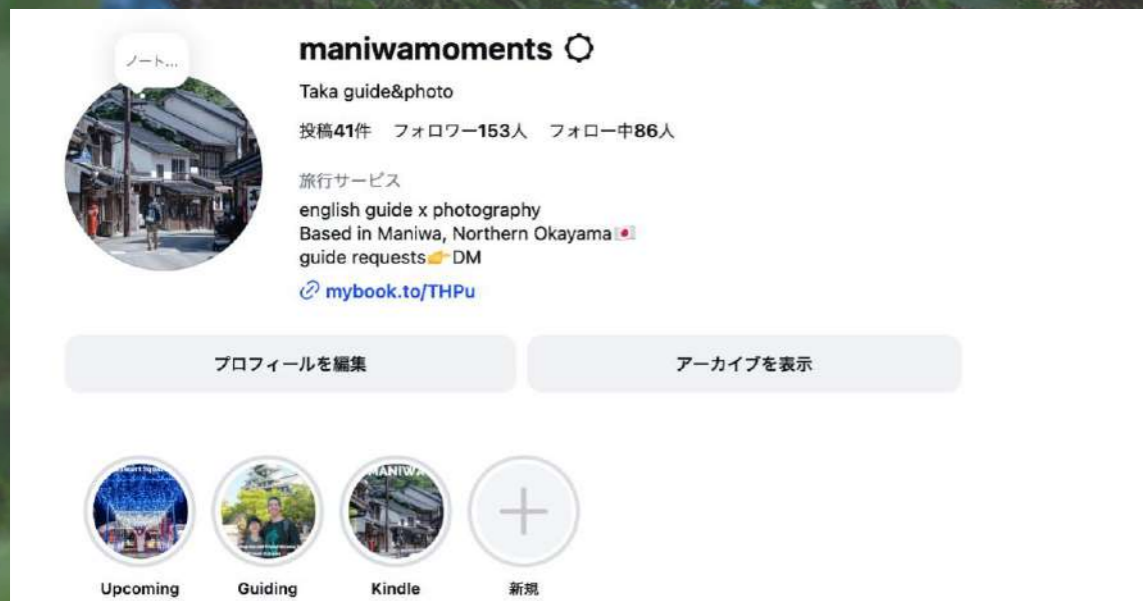 ノート...
maniwamoments
Taka guide&photo
投稿41件 フォロワー153人 フォロー中86人
旅行サービス
english guide x photography
Based in Maniwa, Northern Okayama🇯🇵
guide requests👉DM
mybook.to/THPu
プロフィールを編集
アーカイブを表示
MANIWA
Upcoming
Guiding
Kindle
新規